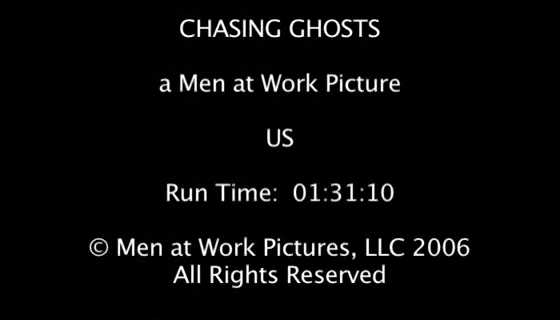 CHASING GHOSTS
a Men at Work Picture
US
Run Time: 01:31:10
© Men at Work Pictures, LLC 2006
All Rights Reserved